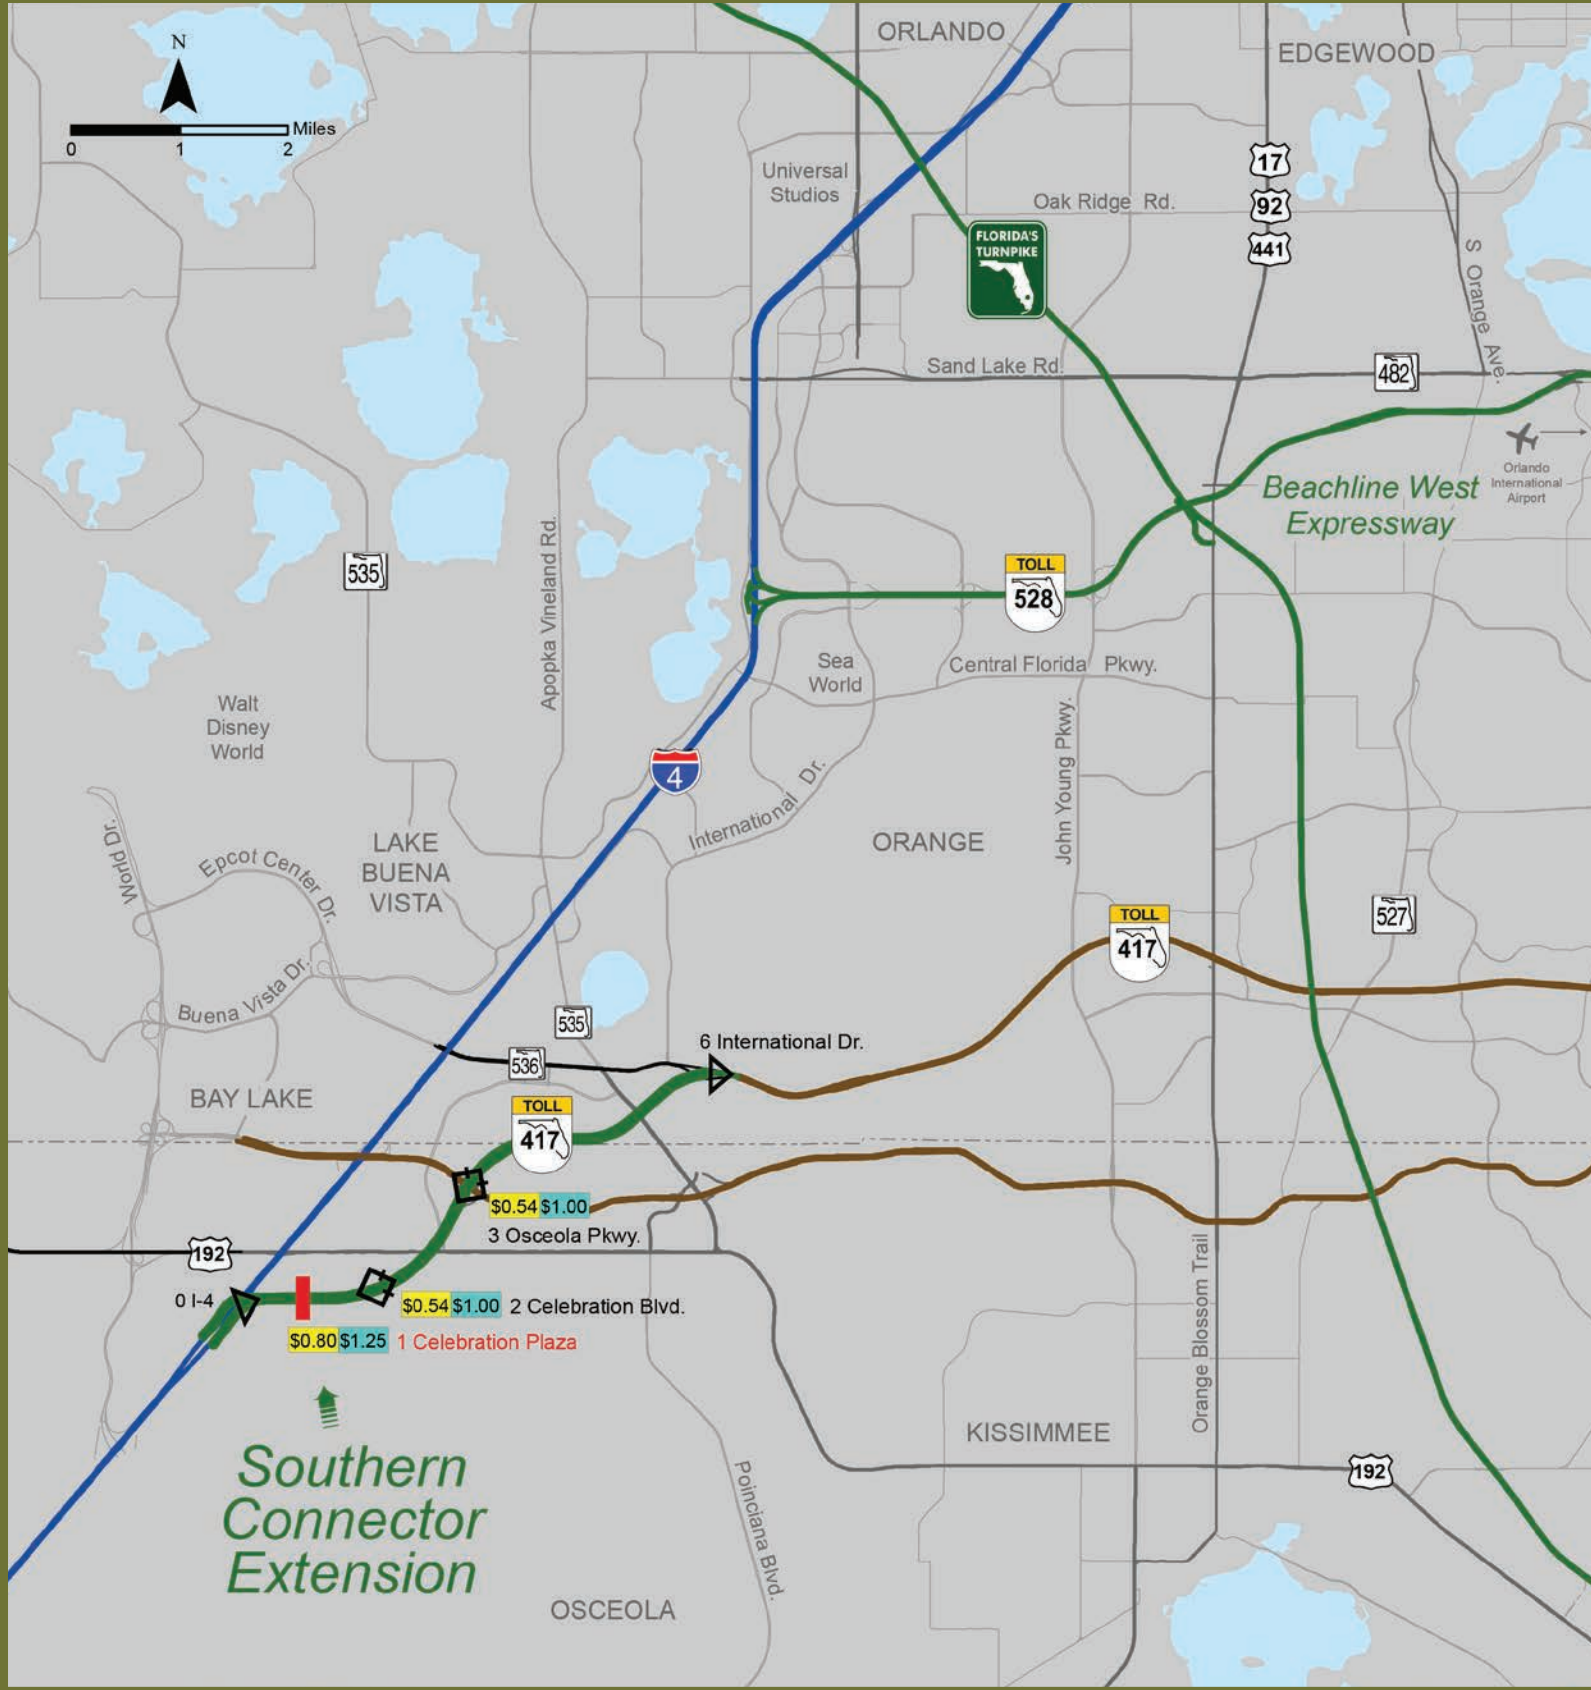 ORLANDO
EDGEWOOD
N
Miles
0 1 2
17
92
441
Universal
Studios
Oak Ridge Rd.
FLORIDA'S
TURNPIKE
S Orange Ave.
Sand Lake Rd.
482
Beachline West
Expressway
Orlando
International
Airport
535
Apopka Vineland Rd.
TOLL
528
Sea
World
Central Florida Pkwy.
Walt
Disney
World
4
John Young Pkwy.
International Dr.
World Dr.
Epcot Center Dr.
LAKE
BUENA
VISTA
ORANGE
TOLL
417
527
Buena Vista Dr.
535
536
6 International Dr.
BAY LAKE
TOLL
417
$0.54 $1.00
3 Osceola Pkwy.
192
0 I-4
$0.54 $1.00 2 Celebration Blvd.
$0.80 $1.25 1 Celebration Plaza
Orange Blossom Trail
Southern
Connector
Extension
KISSIMMEE
192
Poinciana Blvd.
OSCEOLA